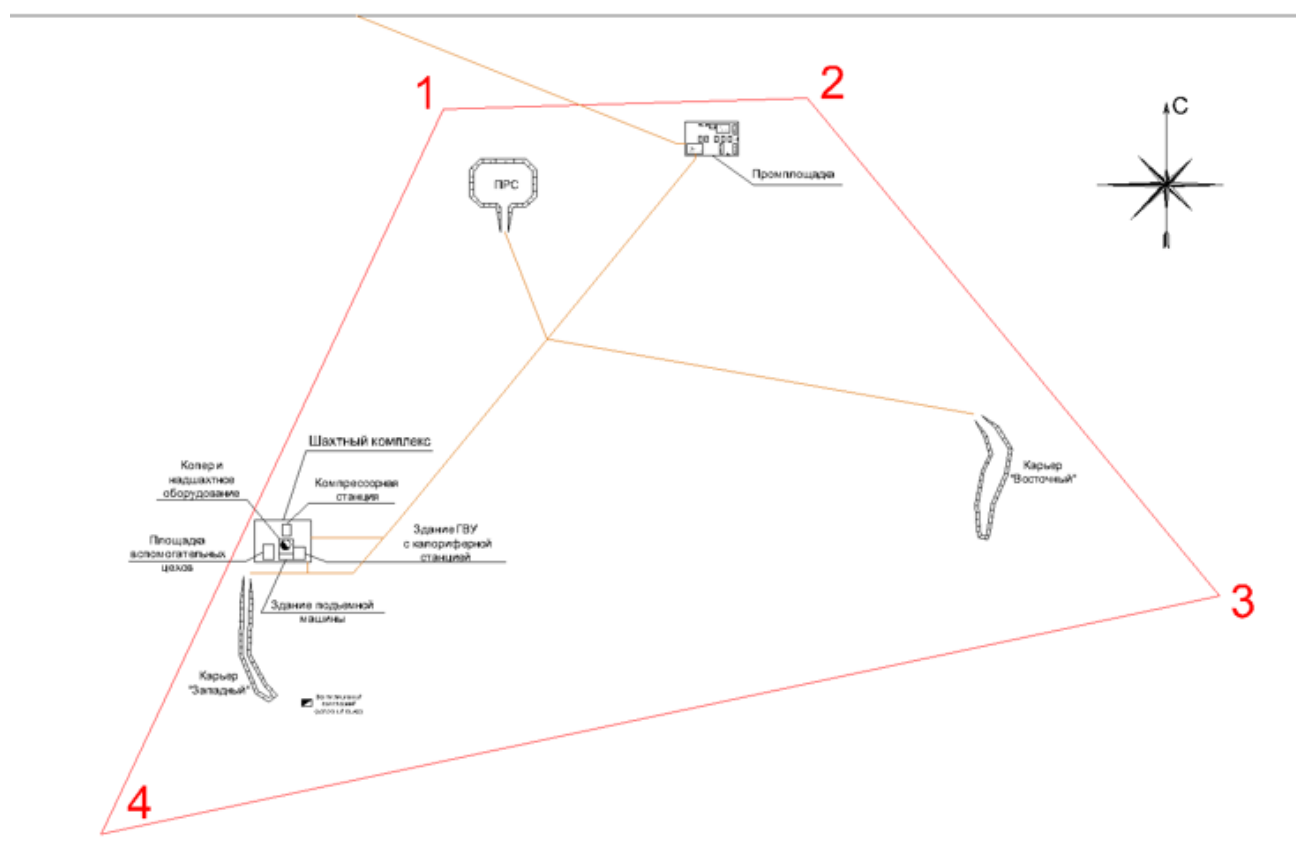 1
2
С
Промплощадка
ПРС
Шахтный комплекс
Копер и
надшахтное
оборудование
Компрессорная
станция
Карьер
"Восточный"
Площадка
вспомогательных
цехов
Здание ГВУ
с калориферной
станцией
3
Здание подъемной
машины
Карьер
"Западный"
4